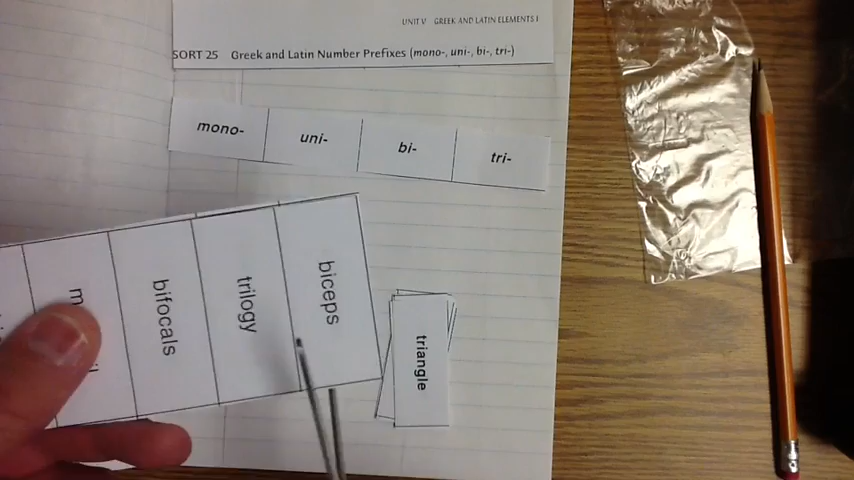 UNIT V GREEK AND LATIN ELEMENTS I
SORT 25 Greek and Latin Number Prefixes (mono-, uni-, bi-, tri-)
mono- uni- bi- tri-
bifocals
trilogy
biceps
triangle